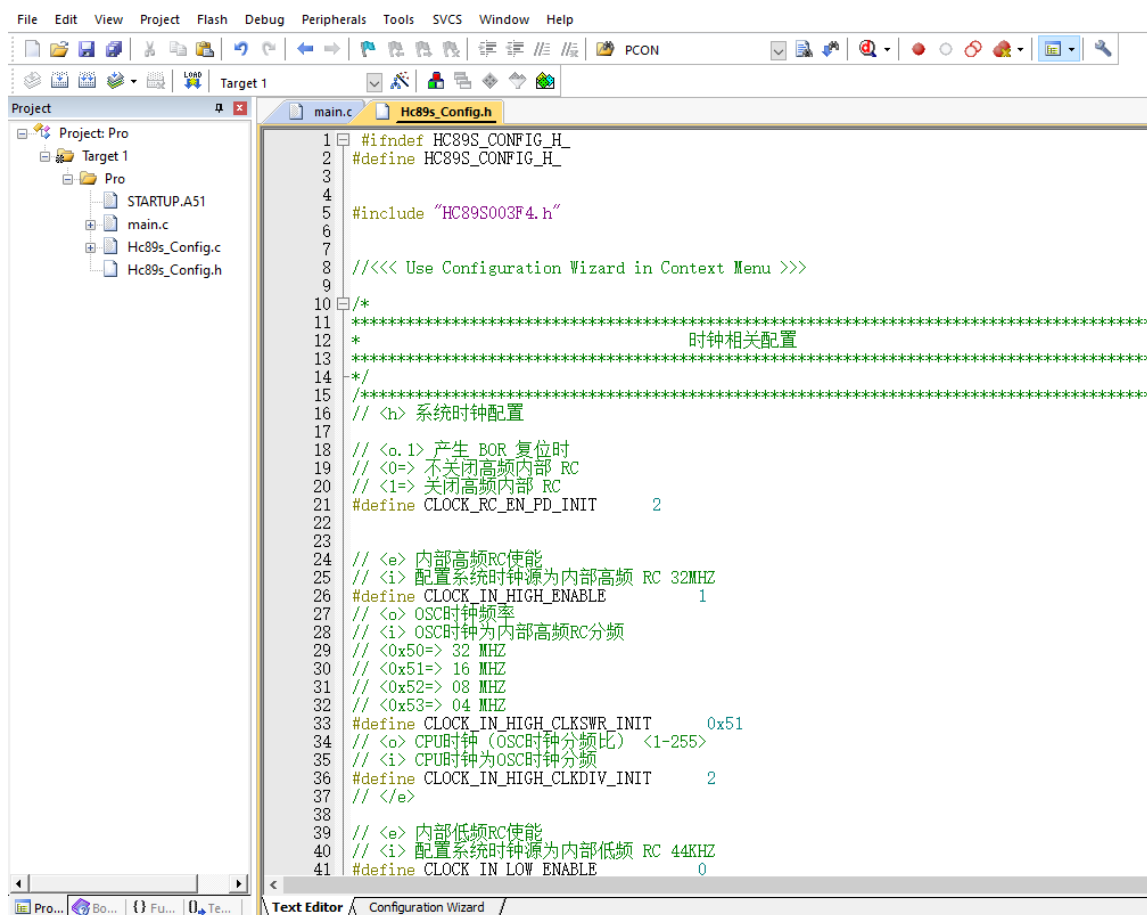 File Edit View Project Flash Debug Peripherals Tools SVCS Window Help
PCON
LOAD
Target 1
Project
Project: Pro
Target 1
Pro
STARTUP.A51
main.c
Hc89s_Config.c
Hc89s_Config.h
main.c Hc89s_Config.h
1 #ifndef HC89S_CONFIG_H_
2 #define HC89S_CONFIG_H_
3
4
5 #include "HC89S003F4.h"
6
7
8 //<<< Use Configuration Wizard in Context Menu >>>
9
10 /*
11 **************************************************************************************
12 * 时钟相关配置
13 **************************************************************************************
14 */
15 /*************************************************************************************
16 // <h> 系统时钟配置
17
18 // <o.1> 产生 BOR 复位时
19 // <0=> 不关闭高频内部 RC
20 // <1=> 关闭高频内部 RC
21 #define CLOCK_RC_EN_PD_INIT 2
22
23
24 // <e> 内部高频RC使能
25 // <i> 配置系统时钟源为内部高频 RC 32MHZ
26 #define CLOCK_IN_HIGH_ENABLE 1
27 // <o> OSC时钟频率
28 // <i> OSC时钟为内部高频RC分频
29 // <0x50=> 32 MHZ
30 // <0x51=> 16 MHZ
31 // <0x52=> 08 MHZ
32 // <0x53=> 04 MHZ
33 #define CLOCK_IN_HIGH_CLKSWR_INIT 0x51
34 // <o> CPU时钟（OSC时钟分频比） <1-255>
35 // <i> CPU时钟为OSC时钟分频
36 #define CLOCK_IN_HIGH_CLKDIV_INIT 2
37 // </e>
38
39 // <e> 内部低频RC使能
40 // <i> 配置系统时钟源为内部低频 RC 44KHZ
41 #define CLOCK_IN_LOW_ENABLE 0
Pro... Bo... {} Fu... 0 Te...
Text Editor Configuration Wizard